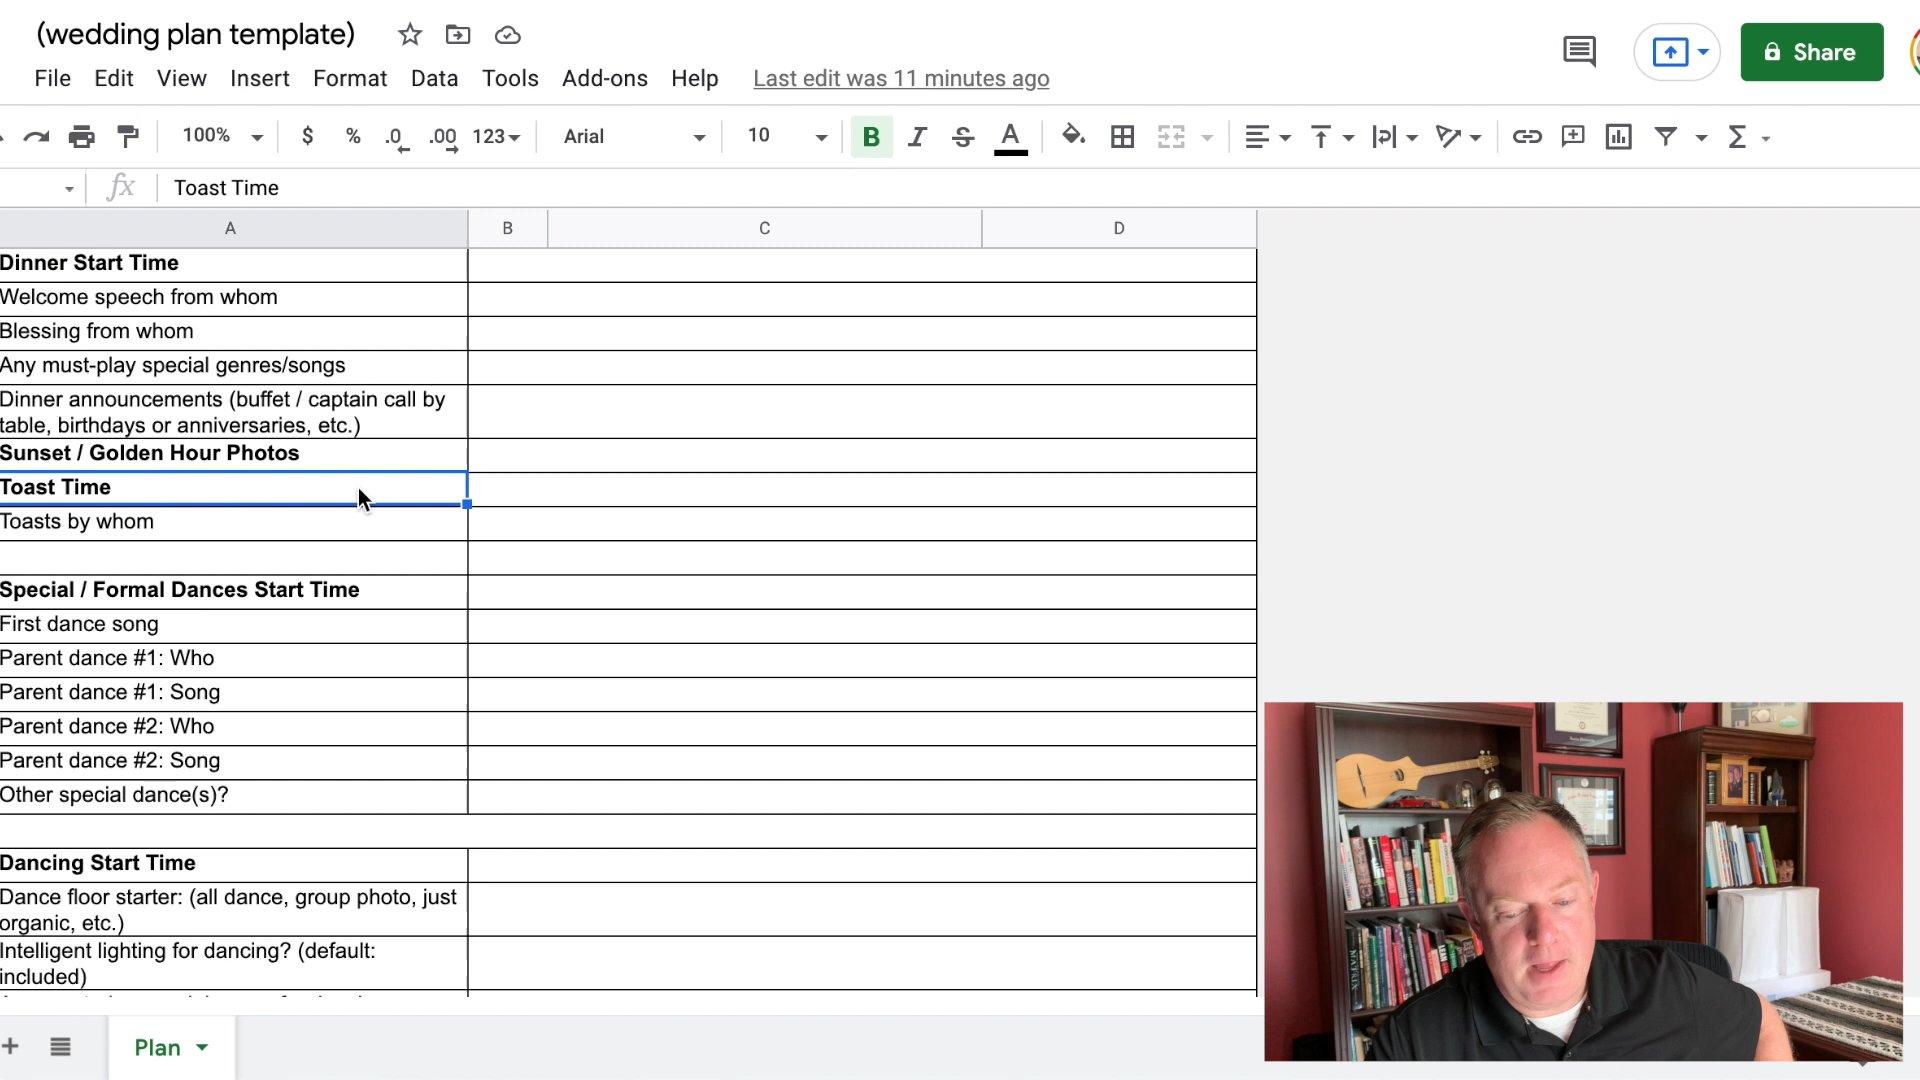 (wedding plan template)
File Edit View Insert Format Data Tools Add-ons Help Last edit was 11 minutes ago
Share
100% $ % .0 .00 123 Arial 10 B I S A Σ
fx Toast Time
A B C D
Dinner Start Time
Welcome speech from whom
Blessing from whom
Any must-play special genres/songs
Dinner announcements (buffet / captain call by
table, birthdays or anniversaries, etc.)
Sunset / Golden Hour Photos
Toast Time
Toasts by whom
Special / Formal Dances Start Time
First dance song
Parent dance #1: Who
Parent dance #1: Song
Parent dance #2: Who
Parent dance #2: Song
Other special dance(s)?
Dancing Start Time
Dance floor starter: (all dance, group photo, just
organic, etc.)
Intelligent lighting for dancing? (default:
included)
Plan
MATRIX